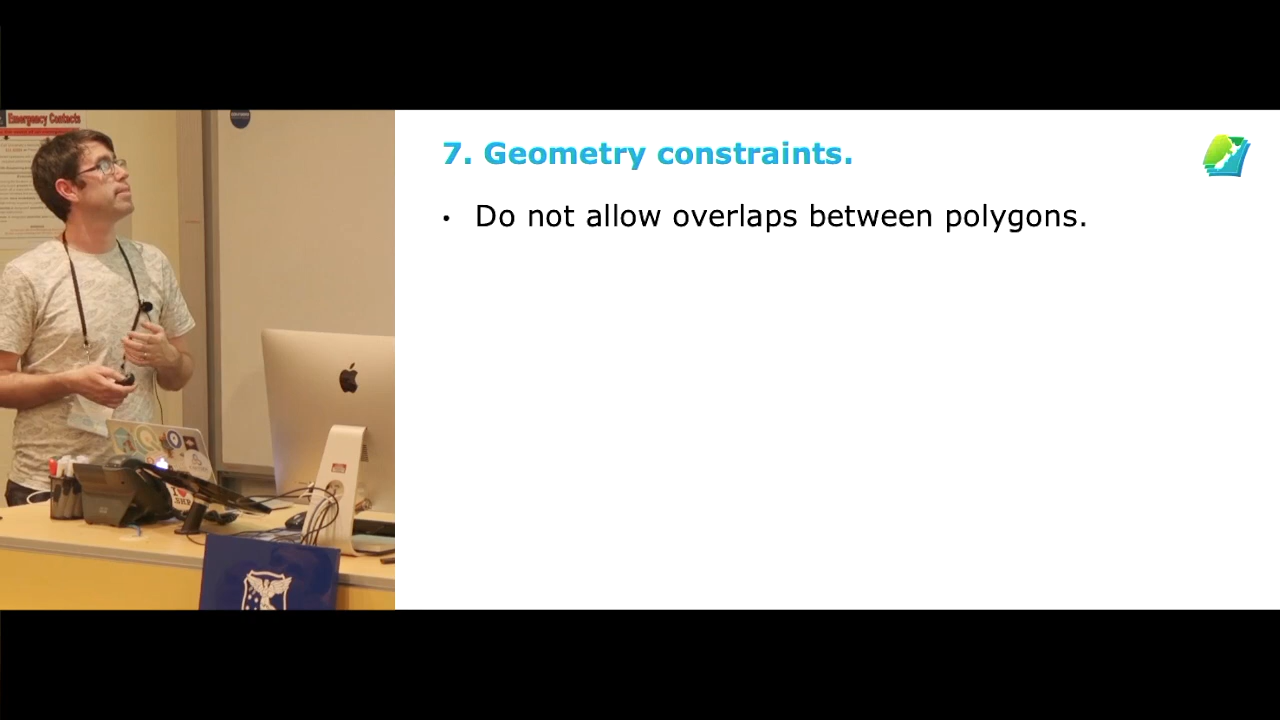 Emergency Contacts
7. Geometry constraints.
• Do not allow overlaps between polygons.